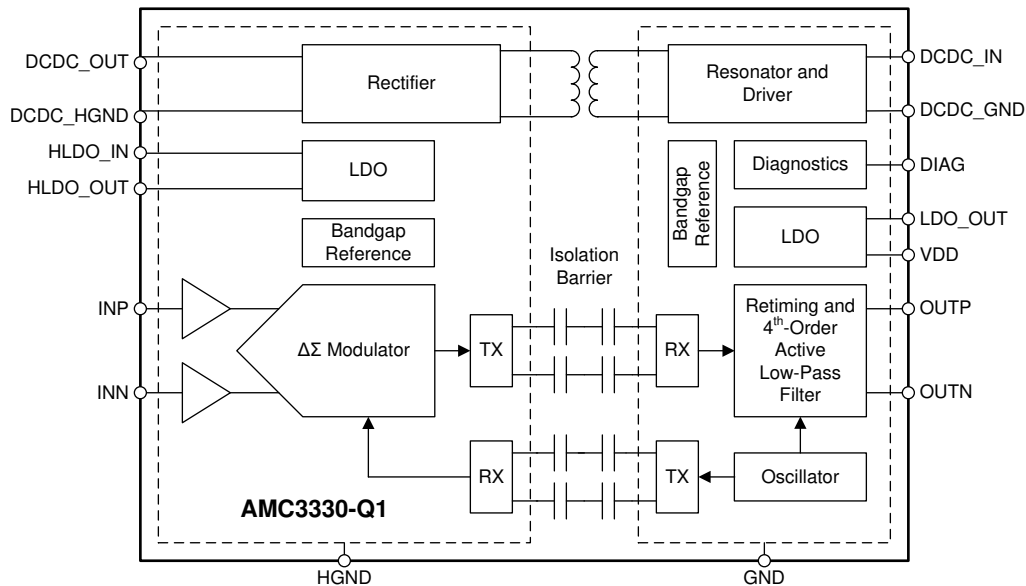 DCDC_OUT
DCDC_HGND
HLDO_IN
HLDO_OUT
INP
INN
Rectifier
LDO
Bandgap
Reference
ΔΣ Modulator
TX
RX
AMC3330-Q1
HGND
Isolation
Barrier
Resonator and
Driver
Bandgap
Reference
Diagnostics
LDO
RX
Retiming and
4th-Order
Active
Low-Pass
Filter
TX
Oscillator
GND
DCDC_IN
DCDC_GND
DIAG
LDO_OUT
VDD
OUTP
OUTN